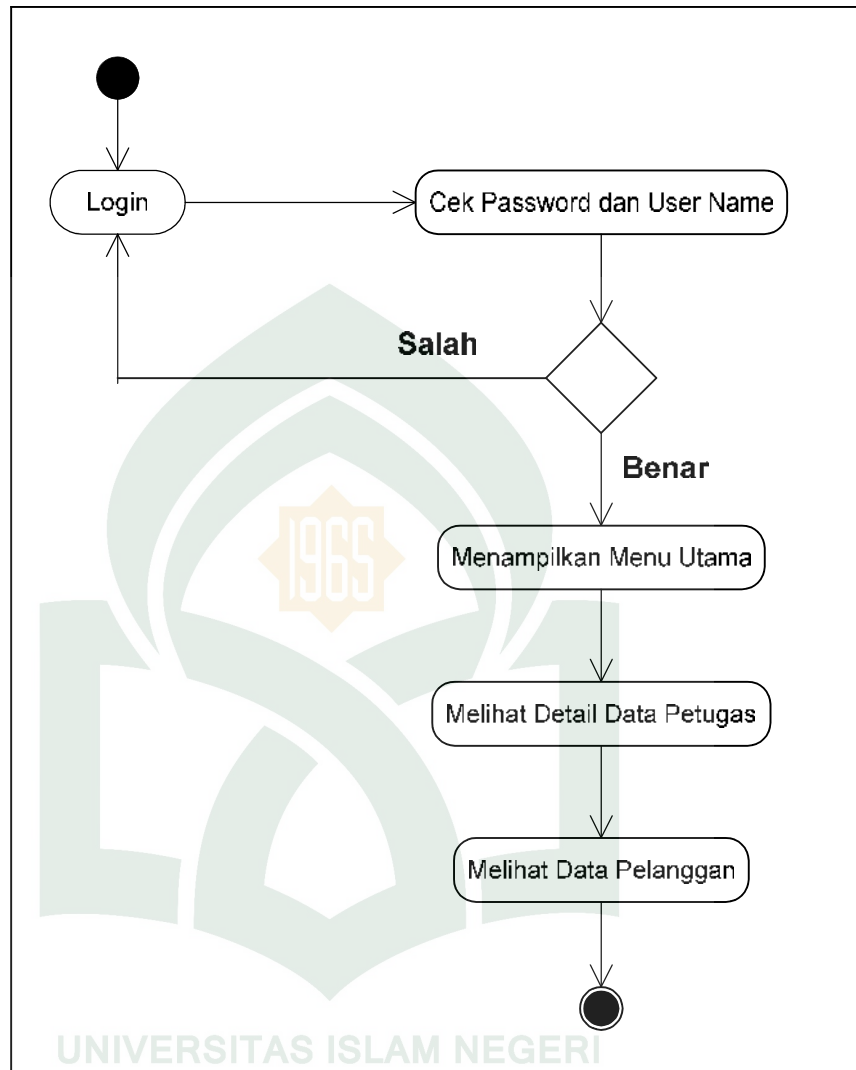 Login
Cek Password dan User Name
Salah
Benar
1965
Menampilkan Menu Utama
Melihat Detail Data Petugas
Melihat Data Pelanggan
UNIVERSITAS ISLAM NEGERI